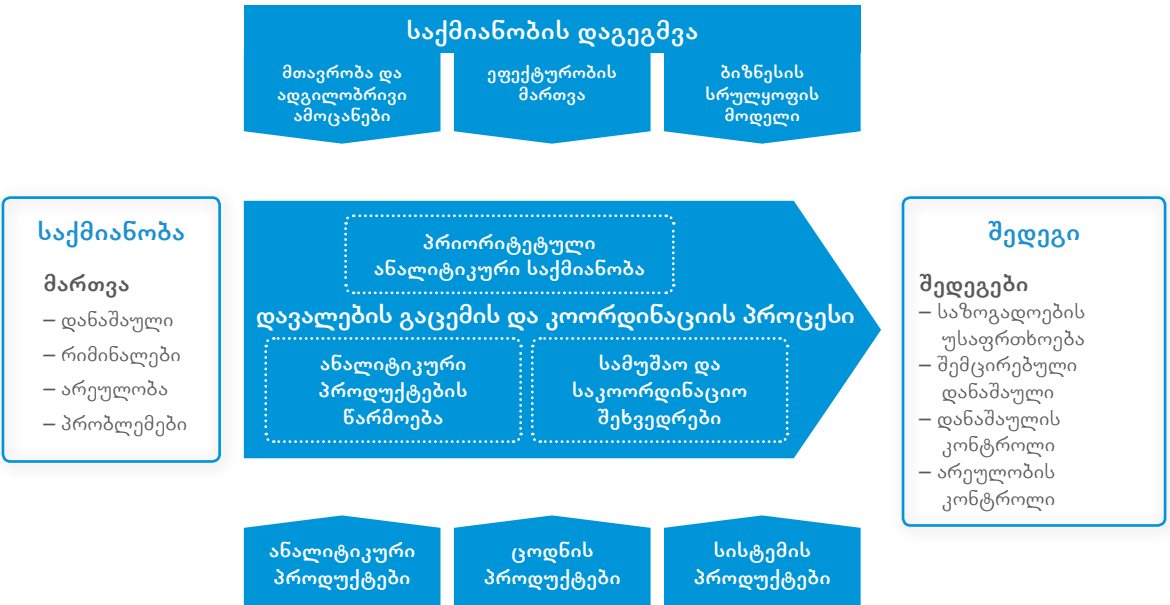 საქმიანობის დაგეგმვა
მთავრობა და
ადგილობრივი
ამოცანები
ეფექტურობის
მართვა
ბიზნესის
სრულყოფის
მოდელი
საქმიანობა
მართვა
– დანაშაული
– რიმინალები
– არეულობა
– პრობლემები
პრიორიტეტული
ანალიტიკური საქმიანობა
დავალების გაცემის და კოორდინაციის პროცესი
ანალიტიკური
პროდუქტების
წარმოება
სამუშაო და
საკოორდინაციო
შეხვედრები
შედეგი
შედეგები
– საზოგადოების
უსაფრთხოება
– შემცირებული
დანაშაული
– დანაშაულის
კონტროლი
– არეულობის
კონტროლი
ანალიტიკური
პროდუქტები
ცოდნის
პროდუქტები
სისტემის
პროდუქტები